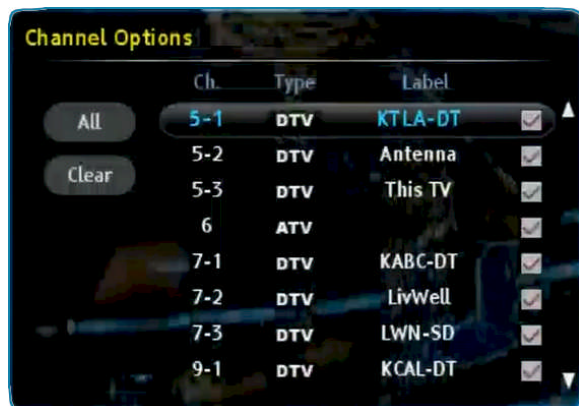 Channel Options
Ch. Type Label
All
5-1 DTV KTLA-DT
5-2 DTV Antenna
Clear
5-3 DTV This TV
6 ATV
7-1 DTV KABC-DT
7-2 DTV LivWell
7-3 DTV LWN-SD
9-1 DTV KCAL-DT